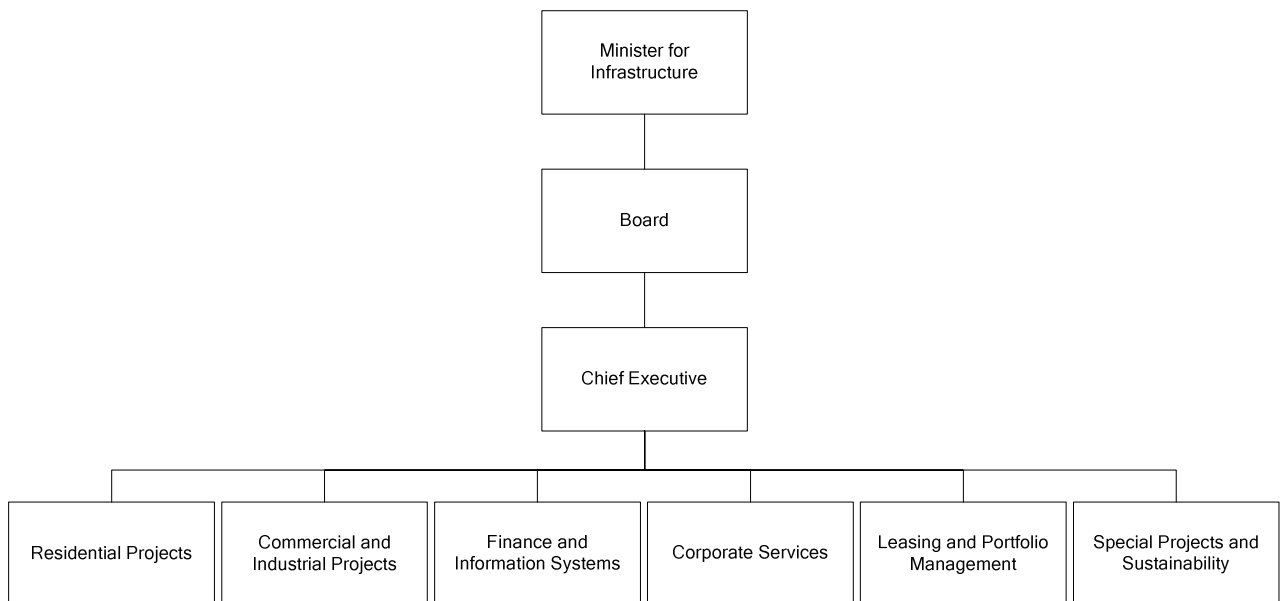 Minister for
Infrastructure
Board
Chief Executive
Residential Projects
Commercial and
Industrial Projects
Finance and
Information Systems
Corporate Services
Leasing and Portfolio
Management
Special Projects and
Sustainability